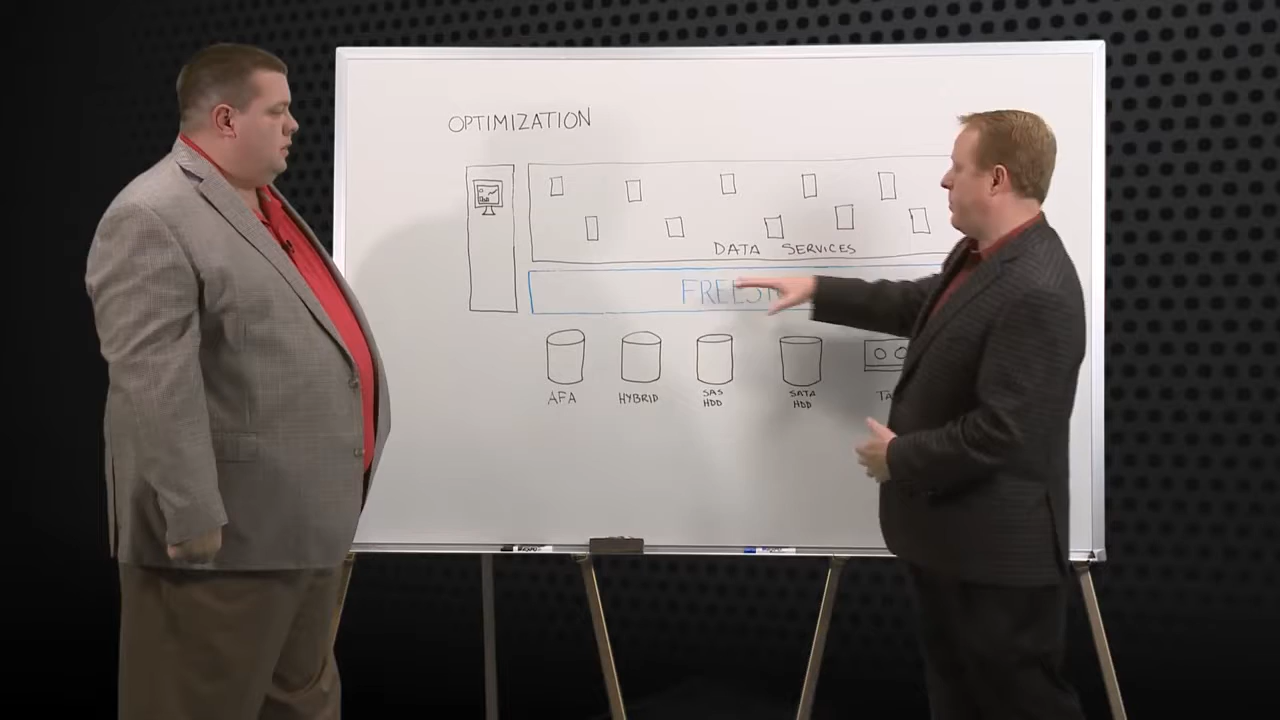 OPTIMIZATION
DATA SERVICES
AFA
HYBRID
SAS
HDD
SATA
HDD